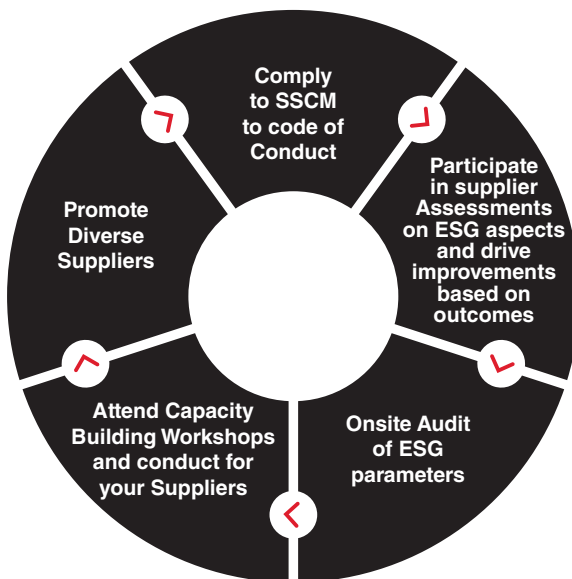 Comply
to SSCM
to code of
Conduct
Participate
in supplier
Assessments
on ESG aspects
and drive
improvements
based on
outcomes
Onsite Audit
of ESG
parameters
Attend Capacity
Building Workshops
and conduct for
your Suppliers
Promote
Diverse
Suppliers